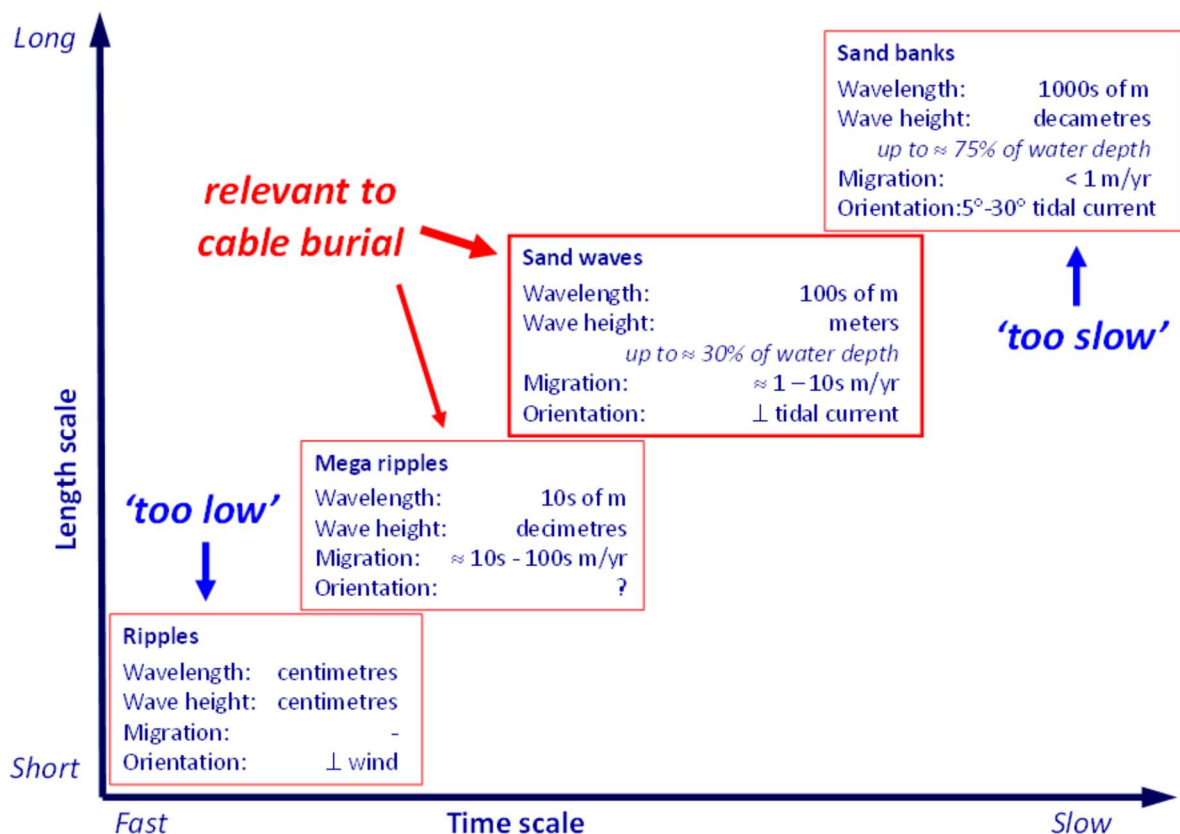 Long
Sand banks
Wavelength: 1000s of m
Wave height: decametres
up to ≈ 75% of water depth
Migration: < 1 m/yr
Orientation:5°-30° tidal current
relevant to
cable burial
Sand waves
Wavelength: 100s of m
Wave height: meters
up to ≈ 30% of water depth
Migration: ≈ 1 – 10s m/yr
Orientation: ⊥ tidal current
'too slow'
Mega ripples
Wavelength: 10s of m
Wave height: decimetres
Migration: ≈ 10s - 100s m/yr
Orientation: ?
'too low'
Ripples
Wavelength: centimetres
Wave height: centimetres
Migration: -
Orientation: ⊥ wind
Length scale
Short
Fast
Time scale
Slow